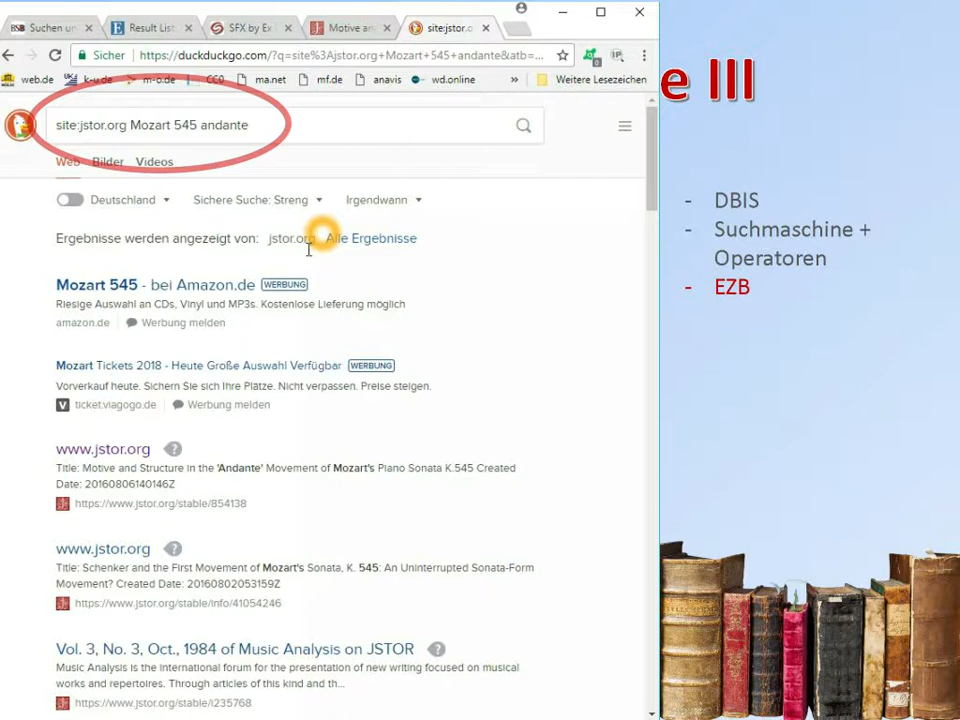 BSB Suchen un
Result List
SFX by Ex
Motive an
site:jstor.o
Sicher
https://duckduckgo.com/?q=site%3Ajstor.org+Mozart+545+andante&atb=
web.de
k-u.de
m-o.de
CC0
ma.net
mf.de
anavis
wd.online
»
Weitere Lesezeichen
e III
site:jstor.org Mozart 545 andante
Web Bilder Videos
Deutschland
Sichere Suche: Streng
Irgendwann
Ergebnisse werden angezeigt von: jstor.org Alle Ergebnisse
Mozart 545 - bei Amazon.de WERBUNG
Riesige Auswahl an CDs, Vinyl und MP3s. Kostenlose Lieferung möglich
amazon.de Werbung melden
Mozart Tickets 2018 - Heute Große Auswahl Verfügbar WERBUNG
Vorverkauf heute. Sichern Sie sich Ihre Plätze. Nicht verpassen. Preise steigen.
V ticket.viagogo.de Werbung melden
www.jstor.org ?
Title: Motive and Structure in the 'Andante' Movement of Mozart's Piano Sonata K.545 Created
Date: 20160806140146Z
https://www.jstor.org/stable/854138
www.jstor.org ?
Title: Schenker and the First Movement of Mozart's Sonata, K. 545: An Uninterrupted Sonata-Form
Movement? Created Date: 20160802053159Z
https://www.jstor.org/stable/info/41054246
Vol. 3, No. 3, Oct., 1984 of Music Analysis on JSTOR ?
Music Analysis is the international forum for the presentation of new writing focused on musical
works and repertoires. Through articles of this kind and th...
https://www.jstor.org/stable/i235768
- DBIS
- Suchmaschine +
Operatoren
- EZB